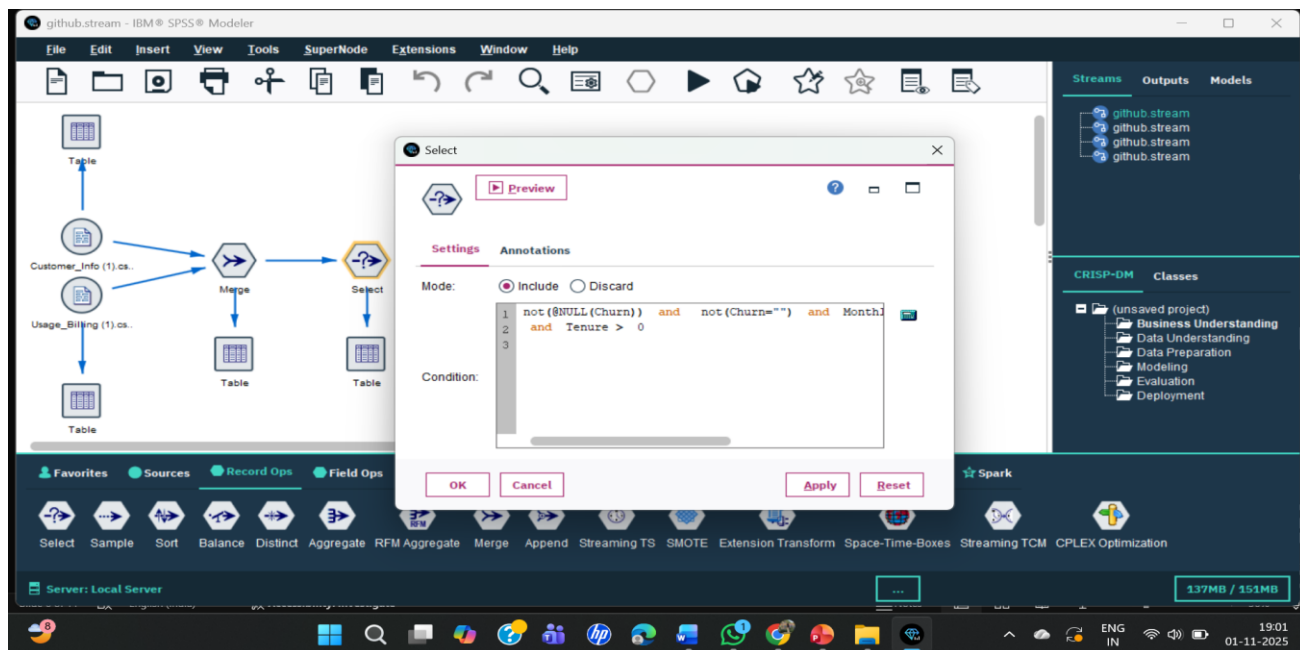 github.stream - IBM® SPSS® Modeler
File Edit Insert View Tools SuperNode Extensions Window Help
Streams Outputs Models
github.stream
github.stream
github.stream
github.stream
Table
Customer_Info (1).cs..
Usage_Billing (1).cs..
Merge
Select
Table
Table
Table
Select
Preview
?
Settings Annotations
Mode: Include Discard
Condition:
1 not(@NULL(Churn)) and not(Churn="") and Monthl
2 and Tenure > 0
3
OK Cancel Apply Reset
CRISP-DM Classes
(unsaved project)
Business Understanding
Data Understanding
Data Preparation
Modeling
Evaluation
Deployment
Favorites Sources Record Ops Field Ops Spark
Select Sample Sort Balance Distinct Aggregate RFM Aggregate Merge Append Streaming TS SMOTE Extension Transform Space-Time-Boxes Streaming TCM CPLEX Optimization
RFM
Server: Local Server
...
137MB / 151MB
8
1
ENG
IN
19:01
01-11-2025